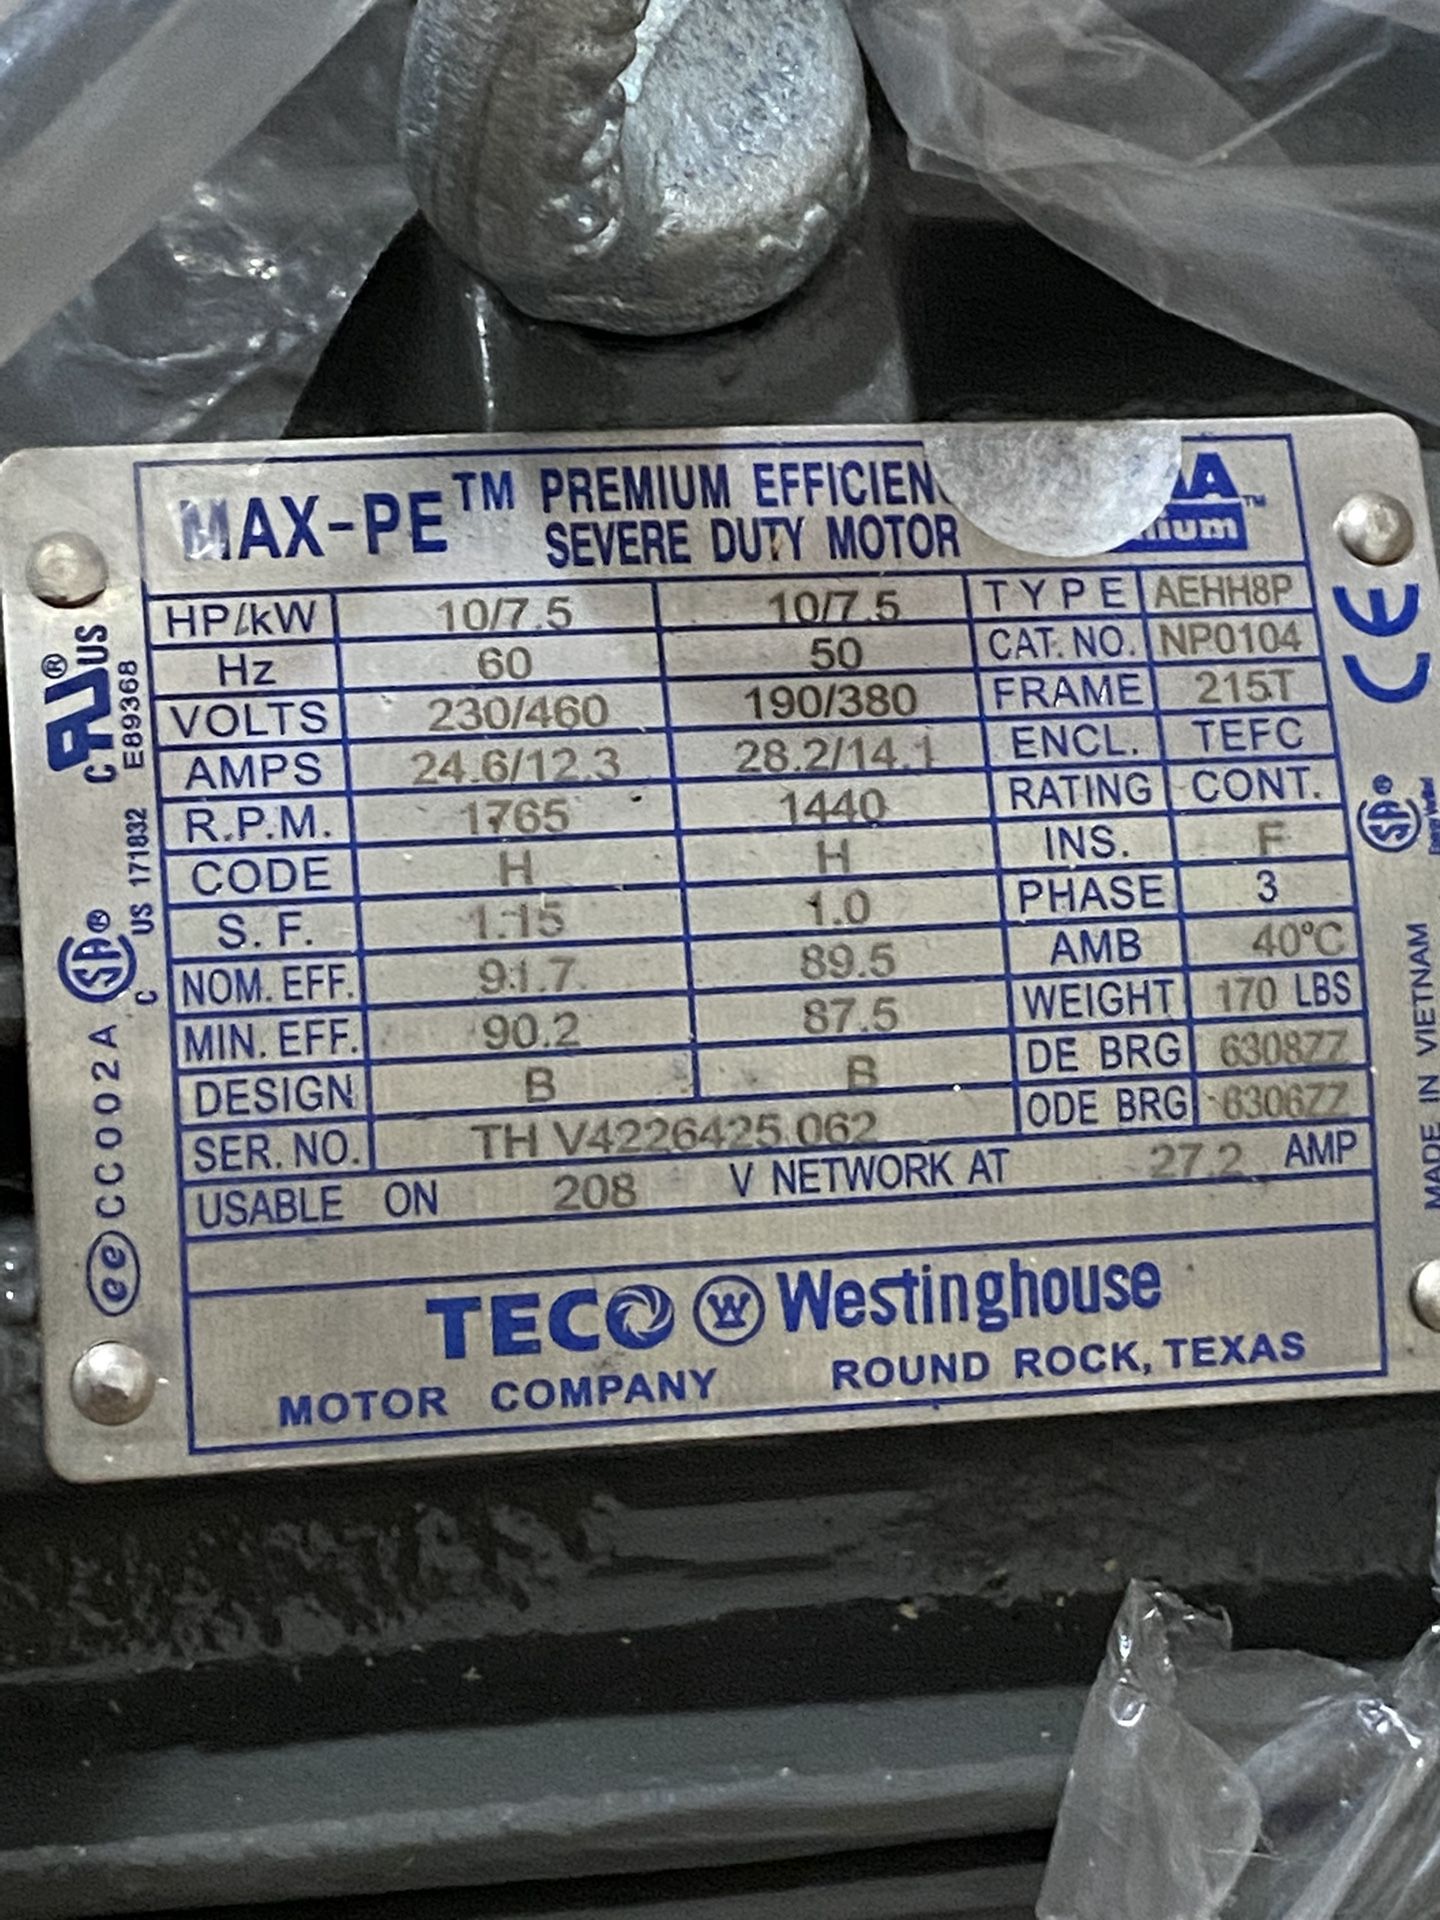 MAX-PE™ PREMIUM EFFICIEN
SEVERE DUTY MOTOR
HP/kW 10/7.5 10/7.5 TYPE AEHH8P
Hz 60 50 CAT. NO. NP0104
VOLTS 230/460 190/380 FRAME 215T
AMPS 24.6/12.3 28.2/14.1 ENCL. TEFC
R.P.M. 1765 1440 RATING CONT.
CODE H H INS. F
S. F. 1.15 1.0 PHASE 3
NOM. EFF. 91.7 89.5 AMB 40°C
MIN. EFF. 90.2 87.5 WEIGHT 170 LBS
DESIGN B B DE BRG 6308ZZ
SER. NO. TH V4226425 062 ODE BRG 6306ZZ
USABLE ON 208 V NETWORK AT 27.2 AMP
TECO W Westinghouse
MOTOR COMPANY ROUND ROCK, TEXAS
c RU® US
E89368
C SA® US 171832
ee CC002A
CE
SA®
MADE IN VIETNAM